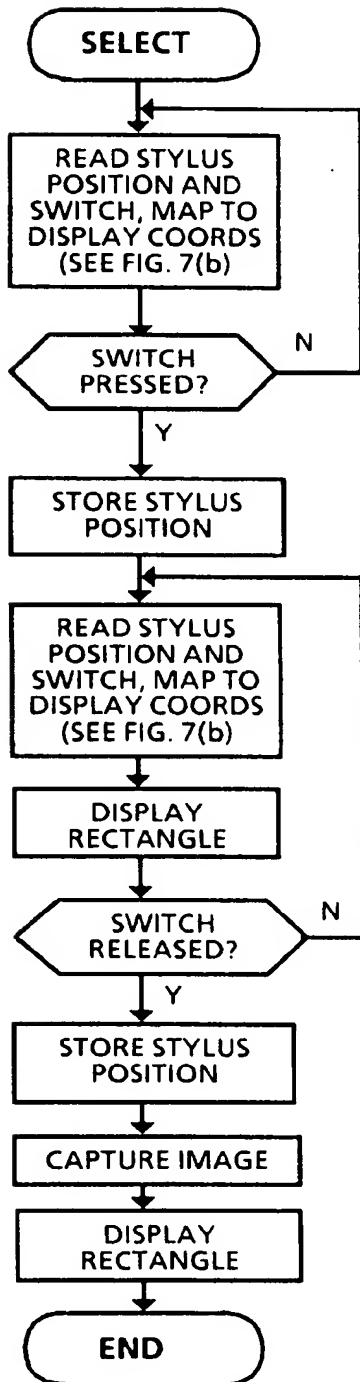 SELECT
READ STYLUS
POSITION AND
SWITCH, MAP TO
DISPLAY COORDS
(SEE FIG. 7(b)
SWITCH
PRESSED?
N
Y
STORE STYLUS
POSITION
READ STYLUS
POSITION AND
SWITCH, MAP TO
DISPLAY COORDS
(SEE FIG. 7(b)
DISPLAY
RECTANGLE
SWITCH
RELEASED?
N
Y
STORE STYLUS
POSITION
CAPTURE IMAGE
DISPLAY
RECTANGLE
END